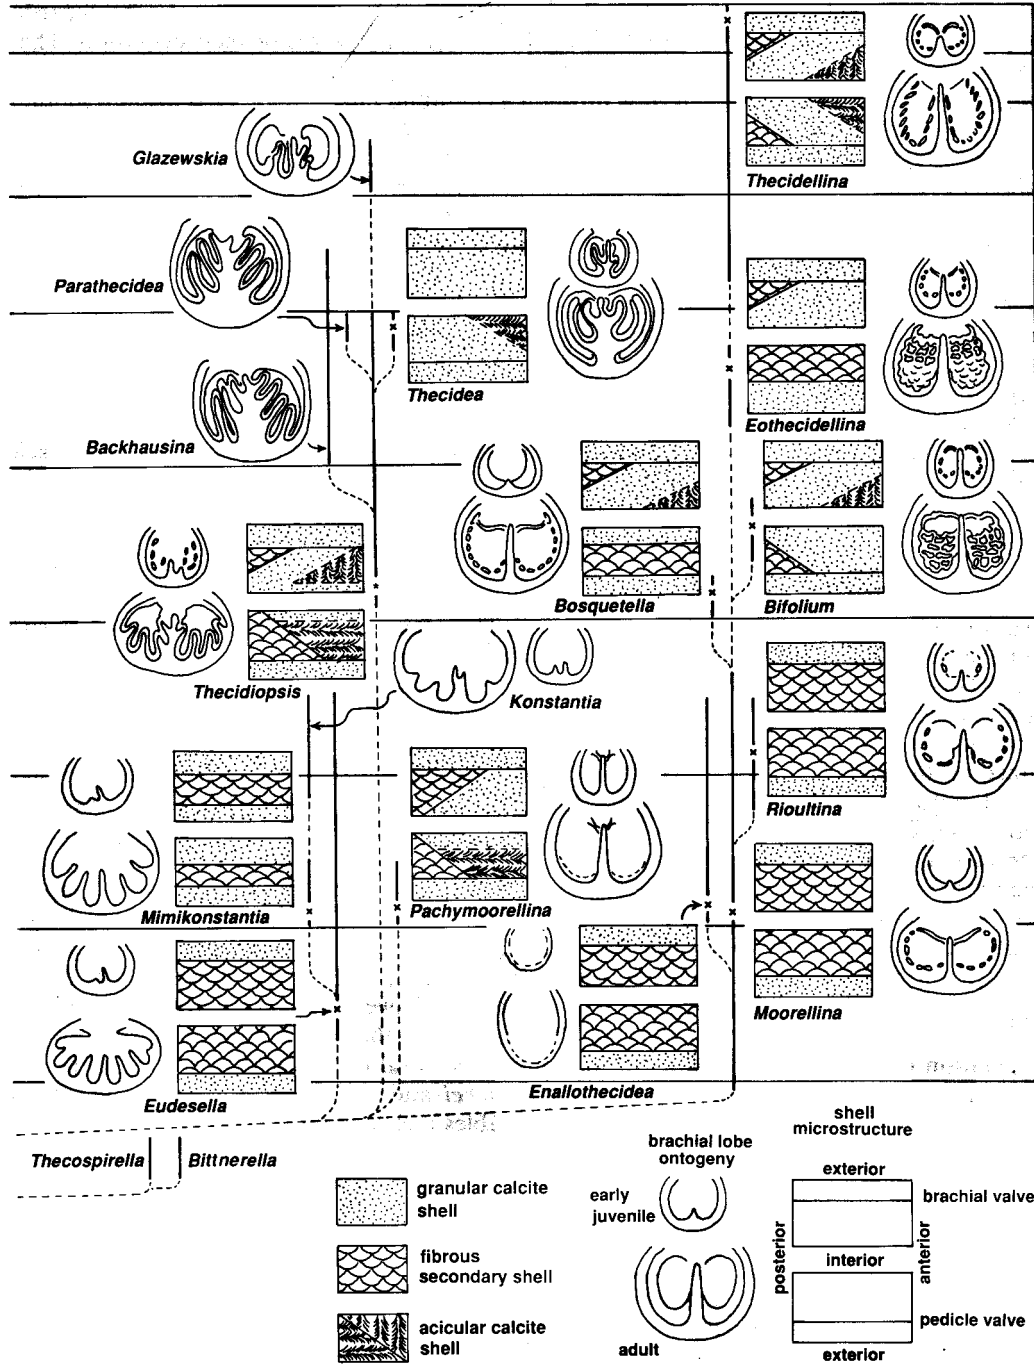 Thecidellina
Glazewskia
Parathecidea
Thecidea
Eothecidellina
Backhausina
Bosquetella
Bifolium
Thecidiopsis
Konstantia
Rioultina
Mimikonstantia
Pachymoorellina
Moorellina
Eudesella
Enallothecidea
Thecospirella
Bittnerella
granular calcite
shell
fibrous
secondary shell
acicular calcite
shell
brachial lobe
ontogeny
early
juvenile
adult
shell
microstructure
exterior
brachial valve
posterior
anterior
interior
pedicle valve
exterior